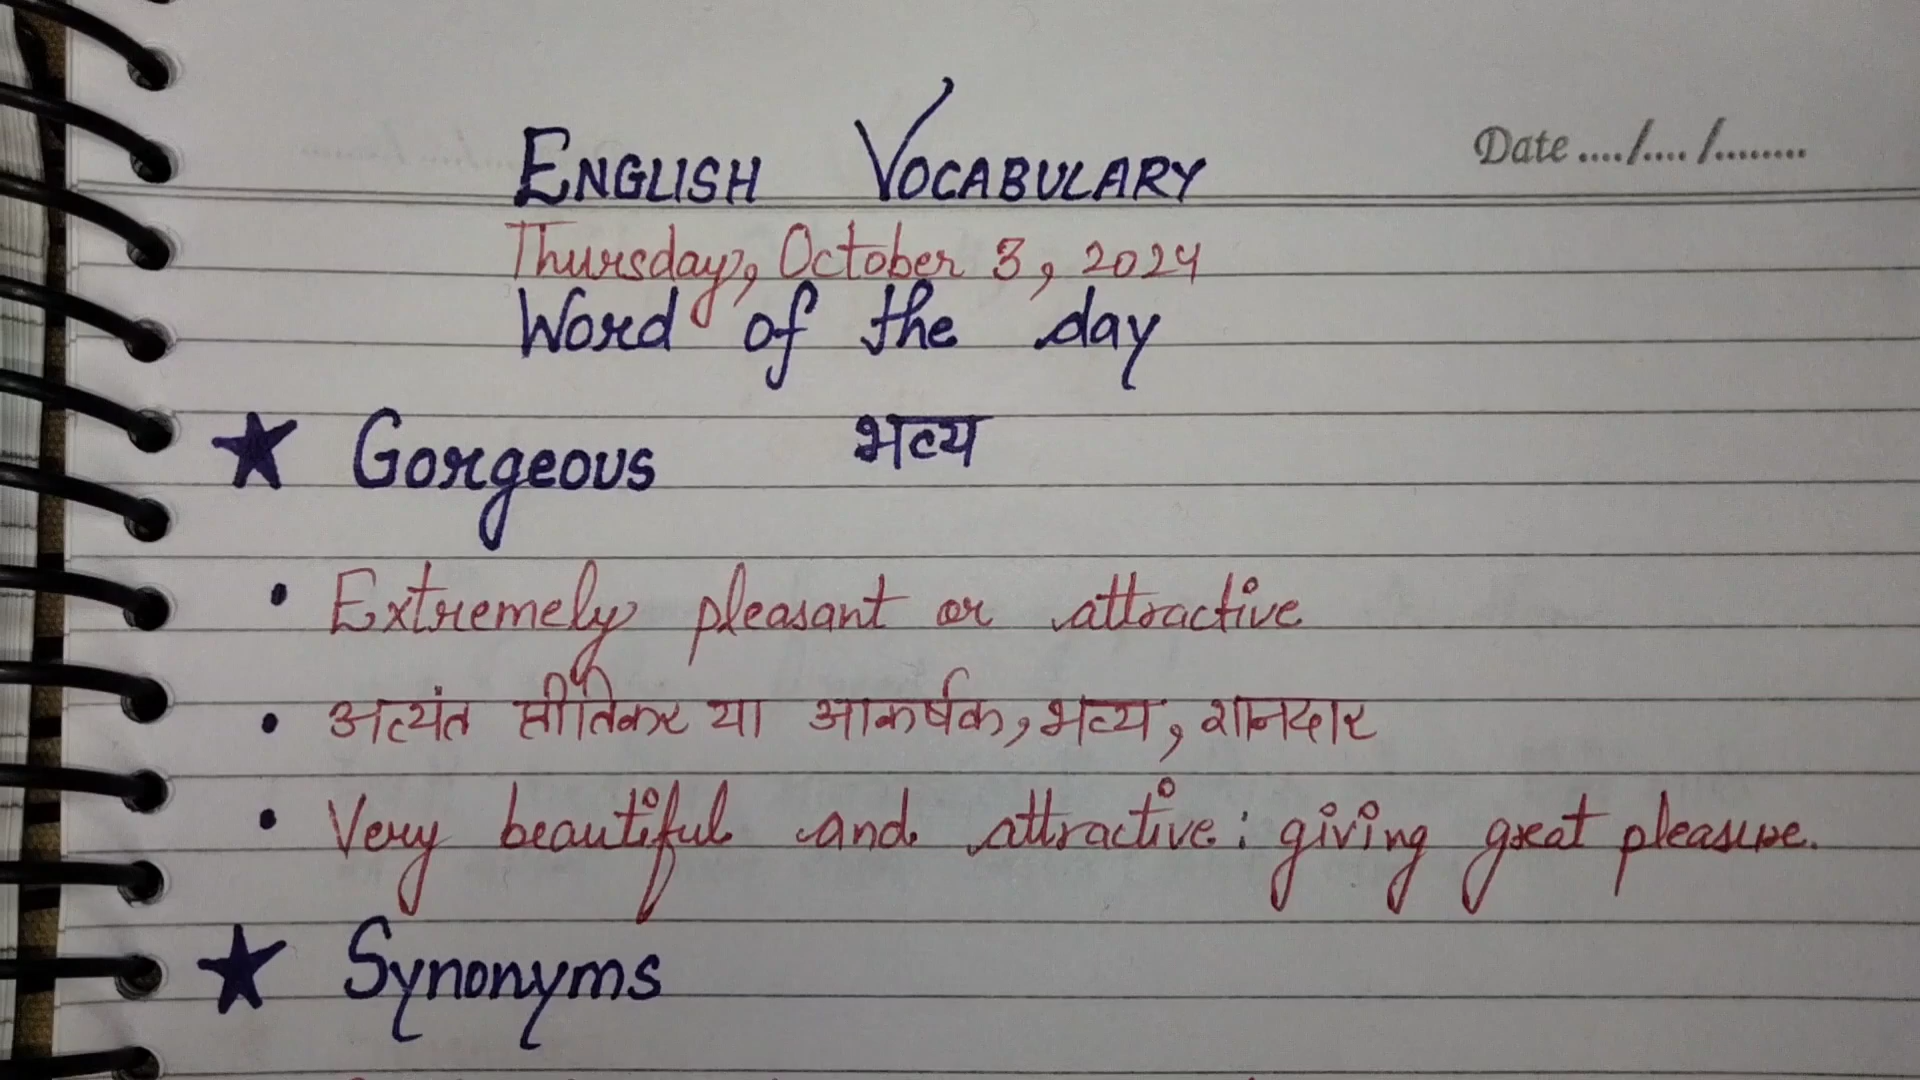 ENGLISH VOCABULARY
Date ..../..../........
Thursday, October 3, 2024
Word of the day
★ Gorgeous भव्य
• Extremely pleasant or attractive
• अत्यंत प्रीतिकर या आकर्षक, भव्य, शानदार
• Very beautiful and attractive: giving great pleasure.
★ Synonyms